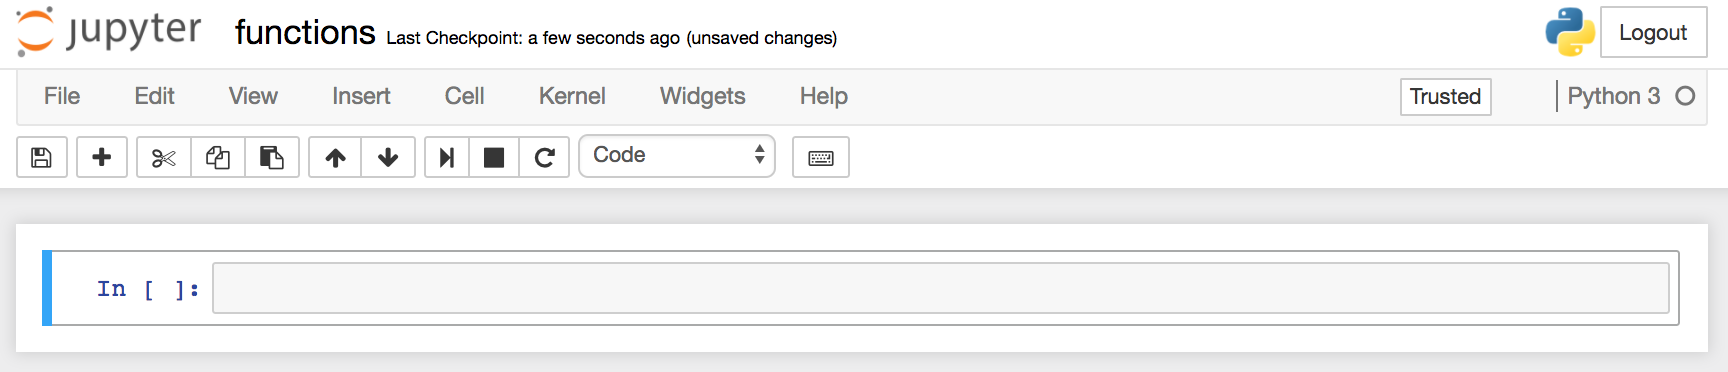 jupyter functions Last Checkpoint: a few seconds ago (unsaved changes) Logout
File Edit View Insert Cell Kernel Widgets Help Trusted Python 3
Code
In [ ]: